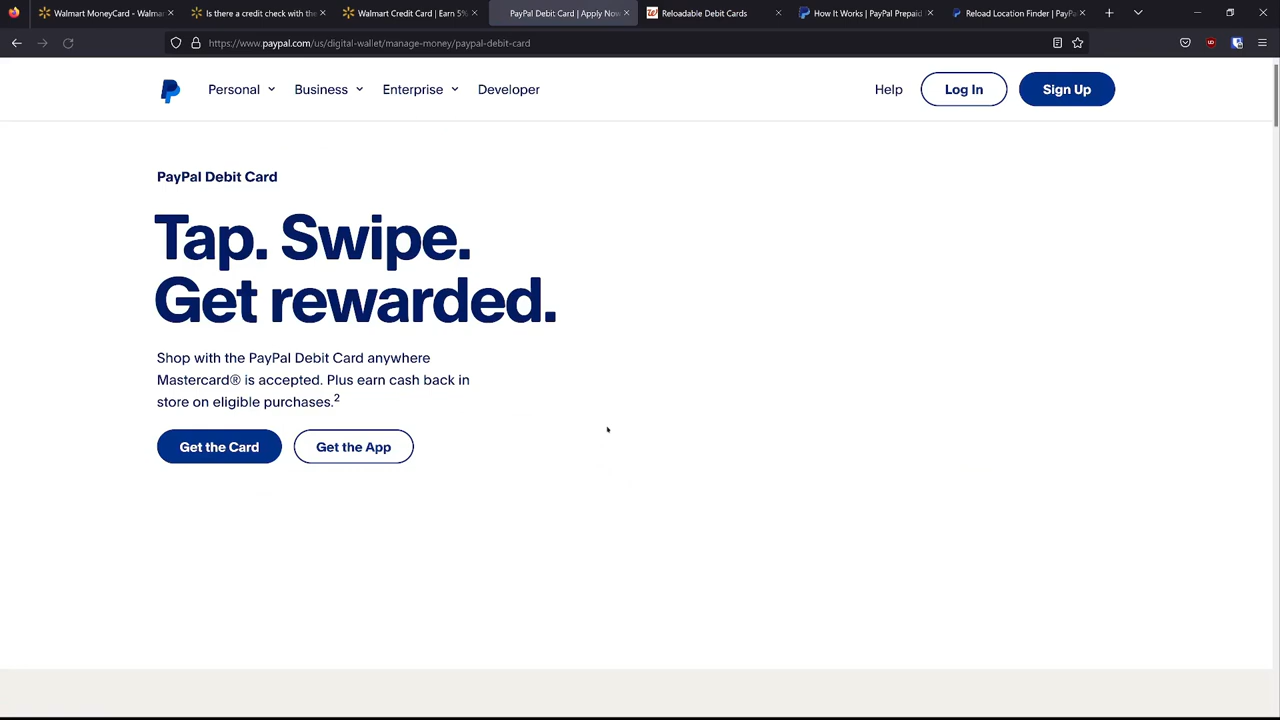 Walmart MoneyCard - Walmar
Is there a credit check with the
Walmart Credit Card | Earn 5%
PayPal Debit Card | Apply Now
Reloadable Debit Cards
How It Works | PayPal Prepaid
Reload Location Finder | PayPa
https://www.paypal.com/us/digital-wallet/manage-money/paypal-debit-card
Personal
Business
Enterprise
Developer
Help
Log In
Sign Up
PayPal Debit Card
Tap. Swipe.
Get rewarded.
Shop with the PayPal Debit Card anywhere
Mastercard® is accepted. Plus earn cash back in
store on eligible purchases.2
Get the Card
Get the App